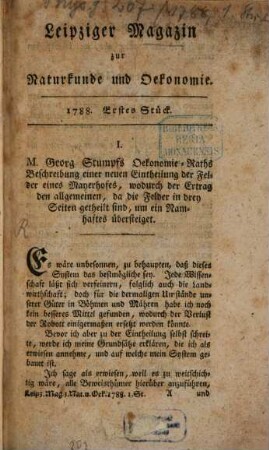 Leipziger Magazin
zur
Naturkunde und Oekonomie.
1788. Erstes Stück.
I.
M. Georg Stumpfs Oekonomie-Raths
Beschreibung einer neuen Eintheilung der Fel-
der eines Mayerhofes, wodurch der Ertrag
den allgemeinen, da die Felder in drey
Seiten getheilt sind, um ein Nam-
haftes übersteiget.
Es wäre unbesonnen, zu behaupten, daß dieses
System das bestmögliche sey. Jede Wissen-
schaft läßt sich verfeinern, folglich auch die Land-
wirthschaft; doch für die dermaligen Umstände un-
serer Güter in Böhmen und Mähren habe ich noch
kein besseres Mittel gefunden, wodurch der Verlust
der Robott einigermaßen ersetzt werden könnte.
Bevor ich aber zu der Eintheilung selbst schrei-
te, werde ich meine Grundsätze erklären, die ich als
erwiesen annehme, und auf welche mein System ge-
bauet ist.
Ich sage als erwiesen, weil es zu weitschich-
tig wäre, alle Beweisthümer hierüber anzuführen,
Leipz. Mag. z. Nat. u. Oek. 1788. 1. St. A und